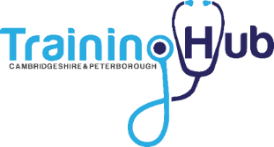 Training Hub
CAMBRIDGESHIRE & PETERBOROUGH